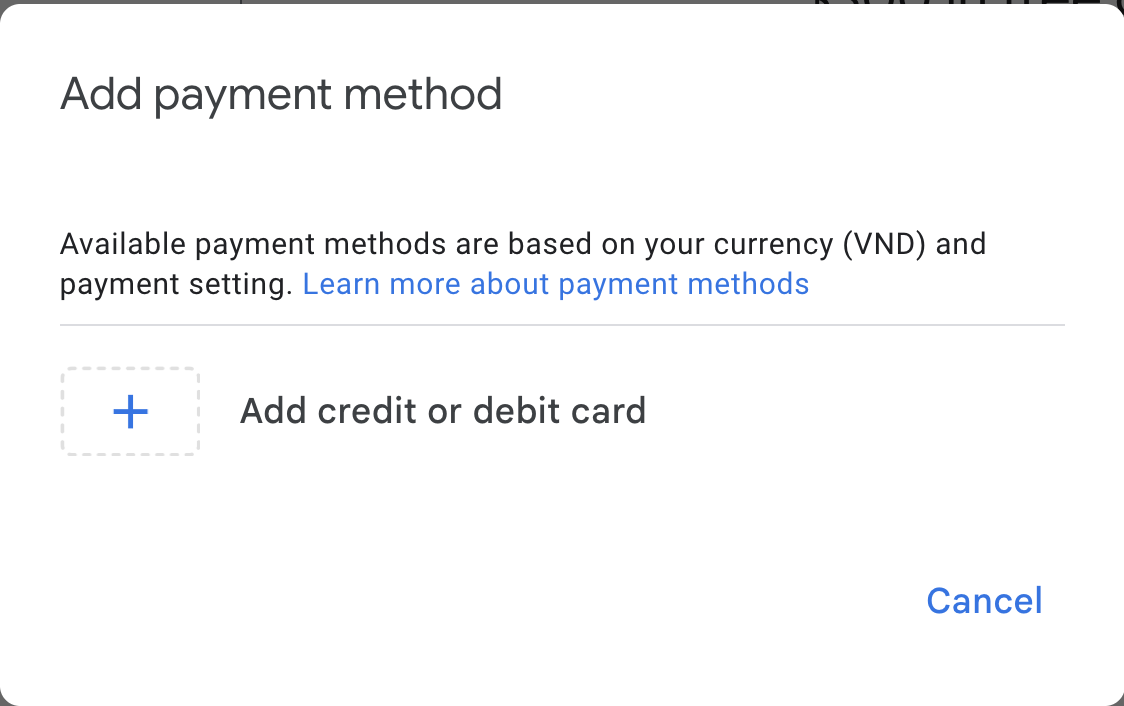 Add payment method
Available payment methods are based on your currency (VND) and
payment setting. Learn more about payment methods
Add credit or debit card
Cancel